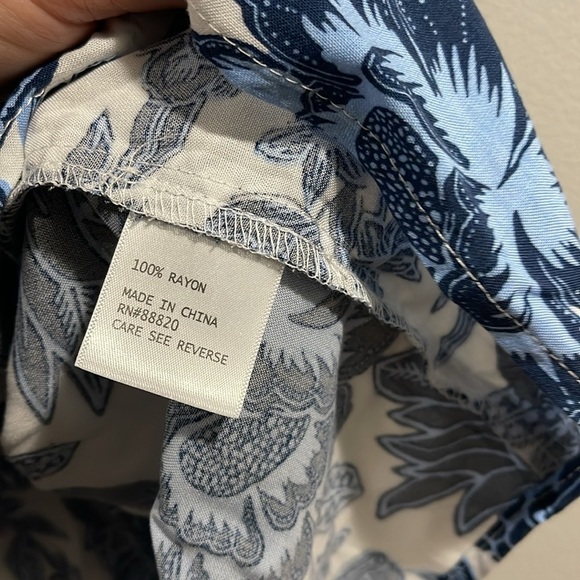 100% RAYON
MADE IN CHINA
RN#88820
CARE SEE REVERSE